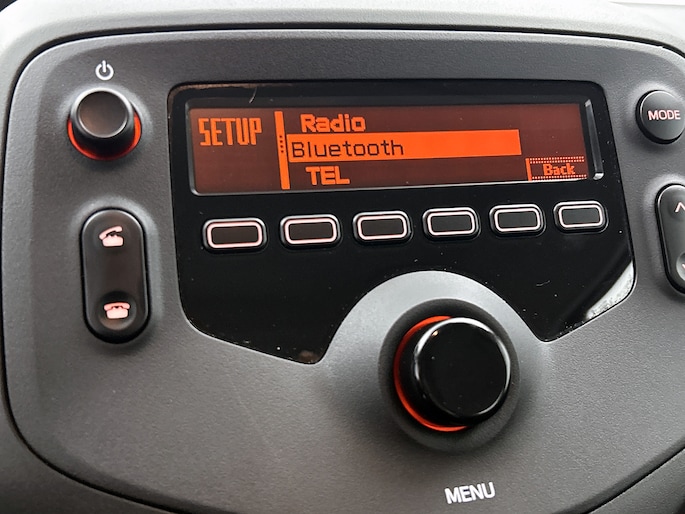 SETUP
Radio
Bluetooth
TEL
Back
MODE
MENU